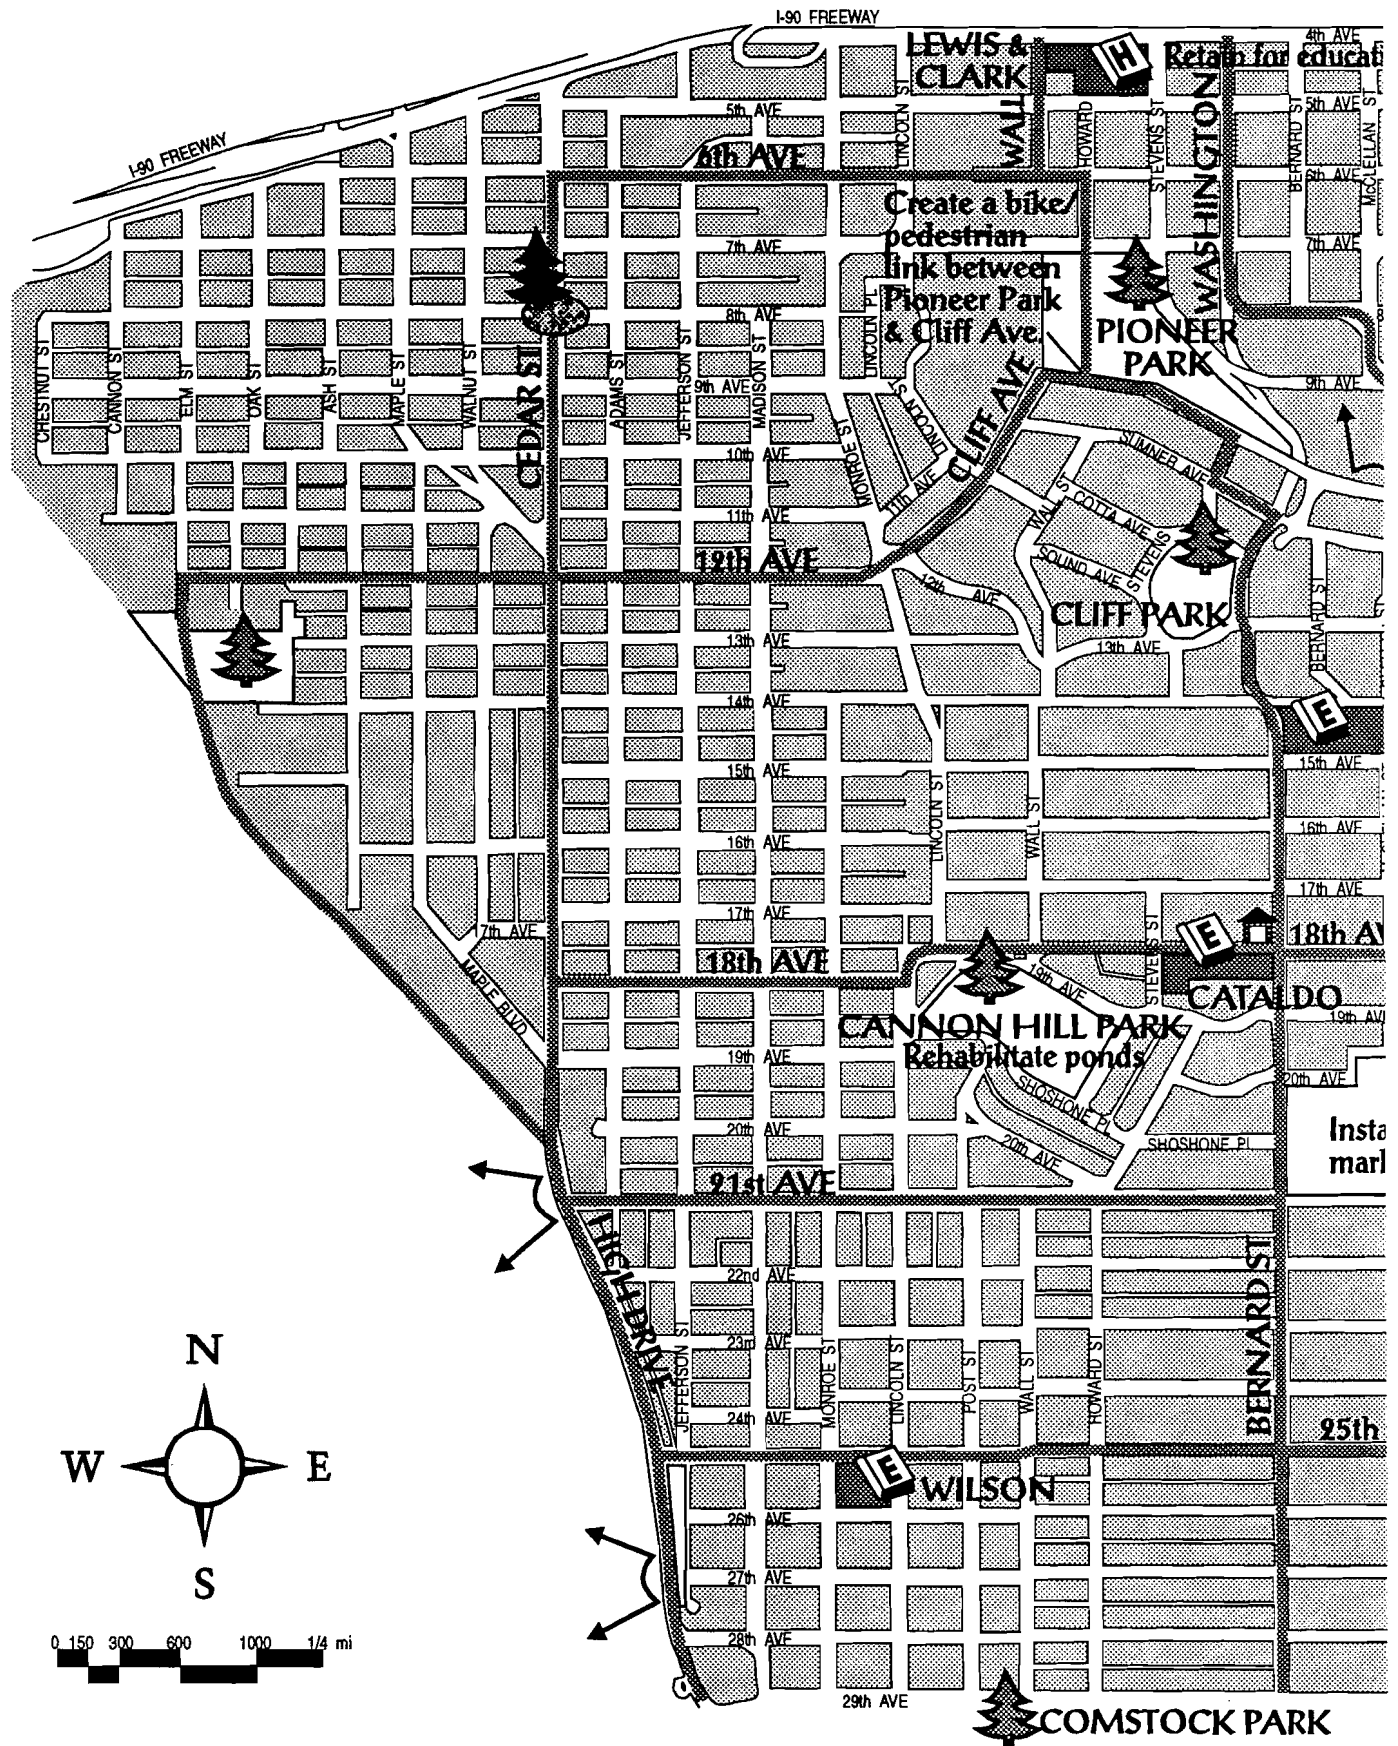 I-90 FREEWAY
4th AVE
LEWIS &
CLARK
H
Retain for educati
I-90 FREEWAY
5th AVE
LINCOLN ST
WALL
HOWARD
STEVENS ST
WASHINGTON
BERNARD ST
5th AVE
McCLELLAN ST
6th AVE
6th AVE
Create a bike/
pedestrian
link between
Pioneer Park
& Cliff Ave.
7th AVE
7th AVE
8th AVE
PIONEER
PARK
CHESTNUT ST
CANNON ST
ELM ST
OAK ST
ASH ST
MAPLE ST
WALNUT ST
CEDAR ST
ADAMS ST
JEFFERSON ST
MADISON ST
9th AVE
LINCOLN PL
LINCOLN ST
LINCOLN
MONROE ST
CLIFF AVE
9th AVE
SUMNER AVE
10th AVE
11th AVE
11th AVE
WALL S
COTTA AVE
STEVENS
SOUND AVE
12th AVE
12th AVE
CLIFF PARK
BERNARD ST
13th AVE
13th AVE
14th AVE
E
15th AVE
15th AVE
LINCOLN ST
WALL ST
16th AVE
16th AVE
17th AVE
17th AVE
17th AVE
STEVENS ST
E
18th AV
18th AVE
MAPLE BLVD
19th AVE
CATALDO
CANNON HILL PARK
19th AVE
Rehabilitate ponds
19th AVE
20th AVE
SHOSHONE PL
20th AVE
20th AVE
SHOSHONE PL
Insta
marl
21st AVE
HIGH DRIVE
22nd AVE
BERNARD ST
23rd AVE
JEFFERSON ST
MONROE ST
LINCOLN ST
POST ST
WALL ST
HOWARD ST
24th AVE
25th
N
W
E
S
E
WILSON
26th AVE
27th AVE
28th AVE
0 150 300 600 1000 1/4 mi
29th AVE
COMSTOCK PARK